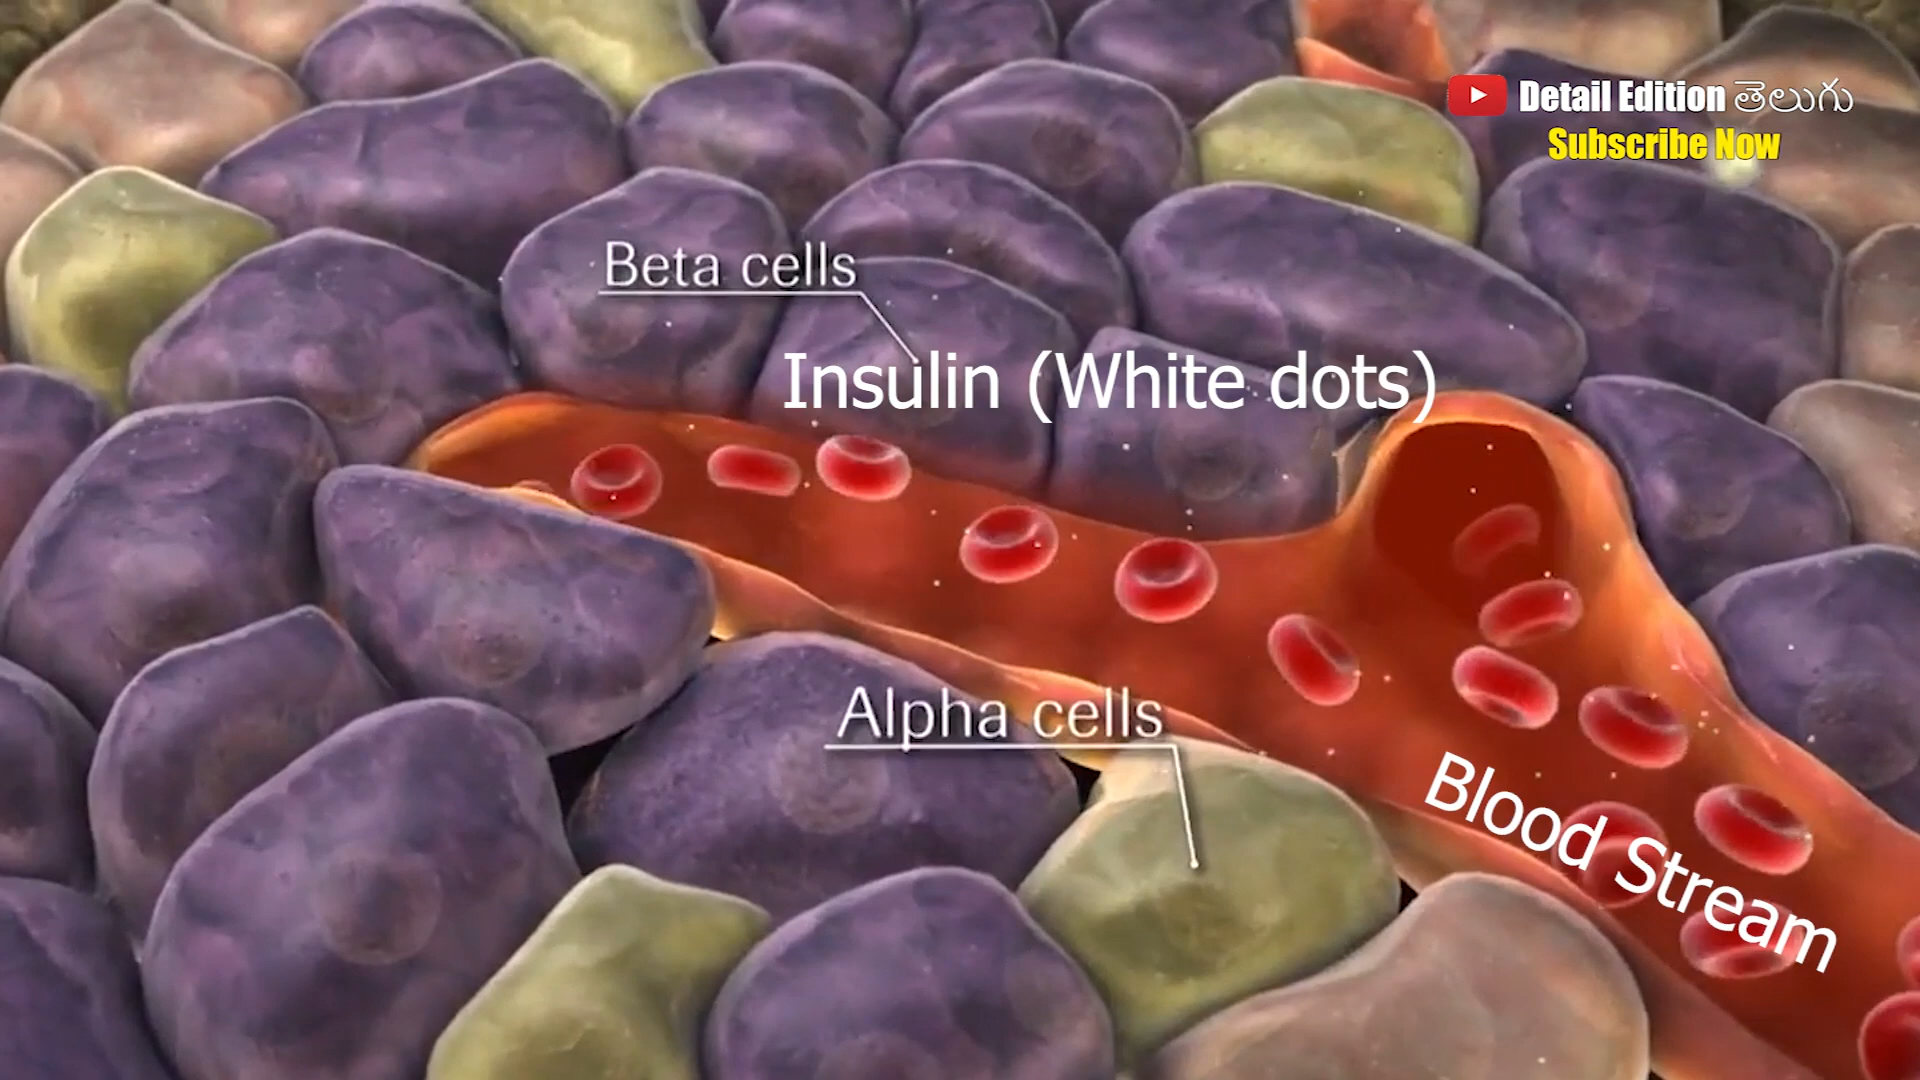 Detail Edition తెలుగు
Subscribe Now
Beta cells
Insulin (White dots)
Alpha cells
Blood Stream